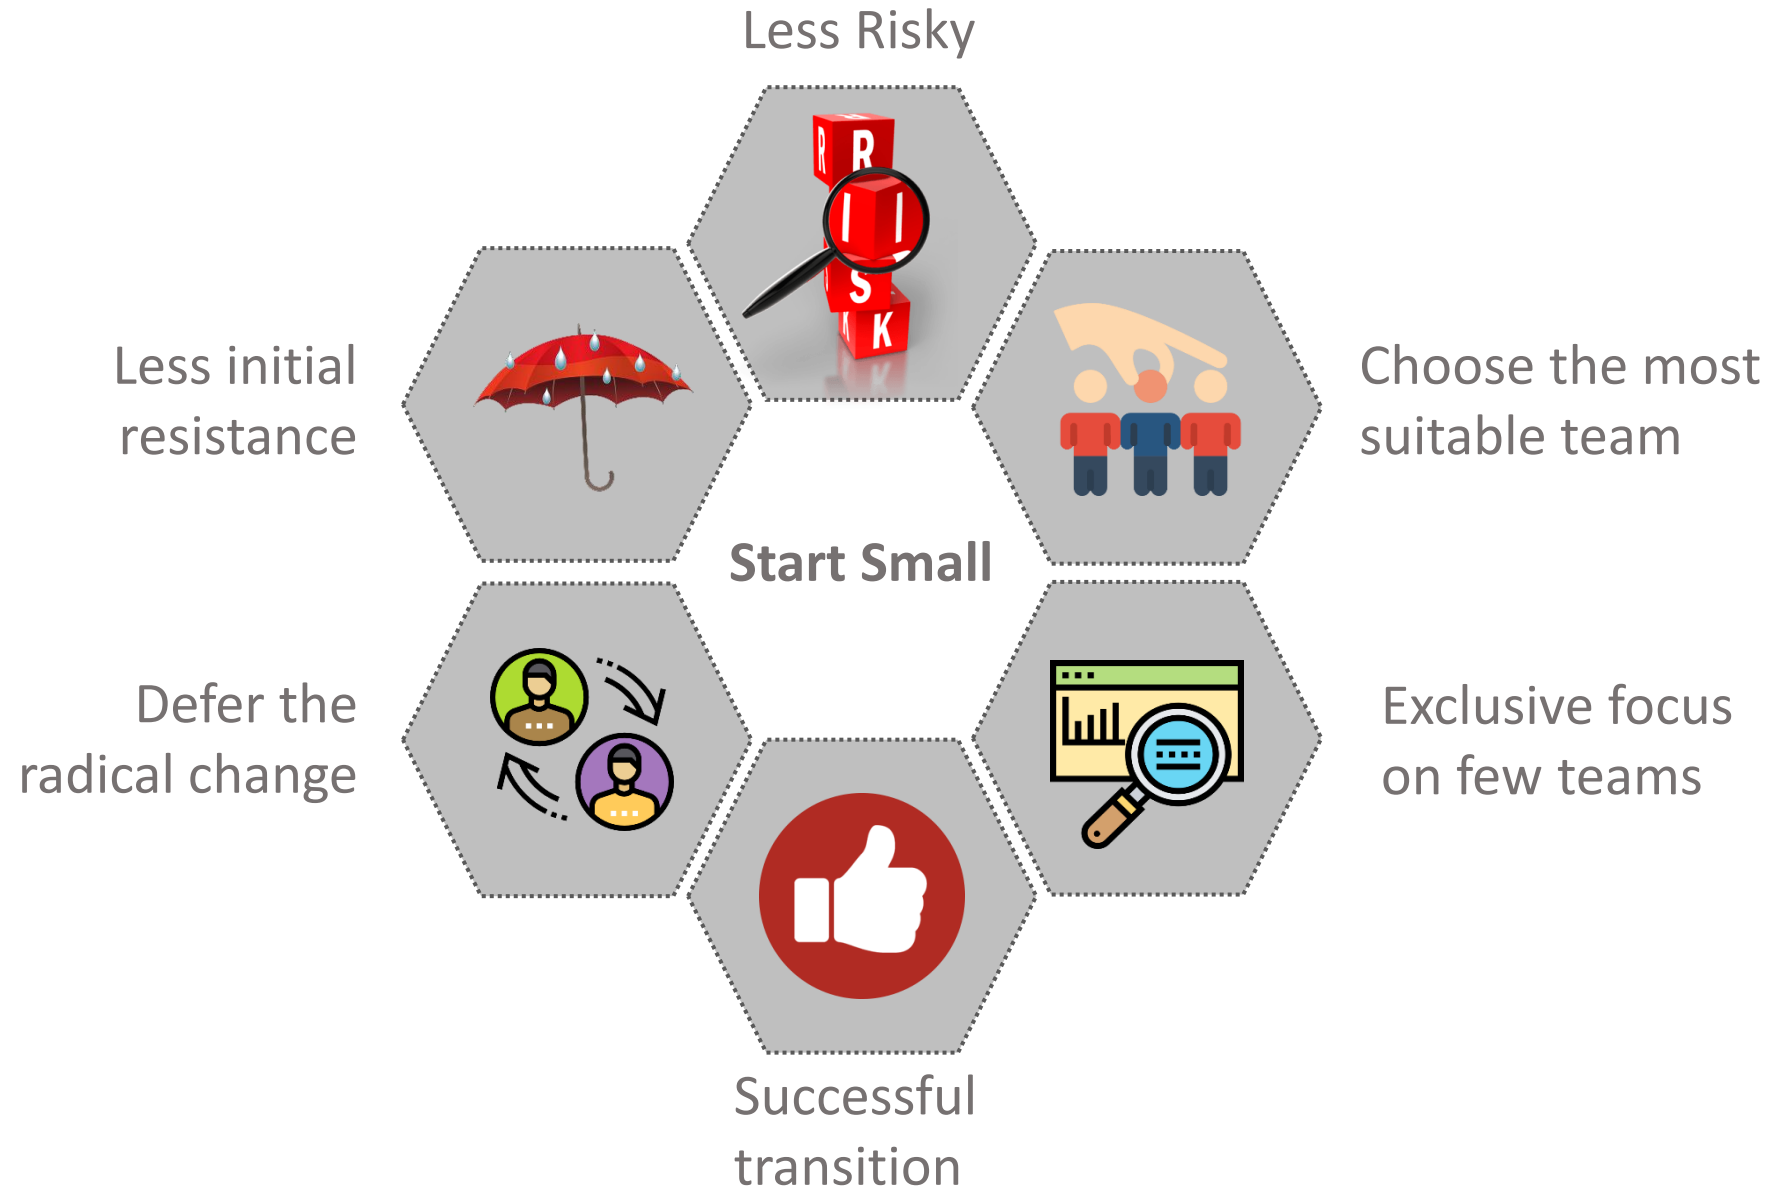 Less Risky
R R
I I
S
K K
Less initial
resistance
Choose the most
suitable team
Start Small
Defer the
radical change
Exclusive focus
on few teams
Successful
transition